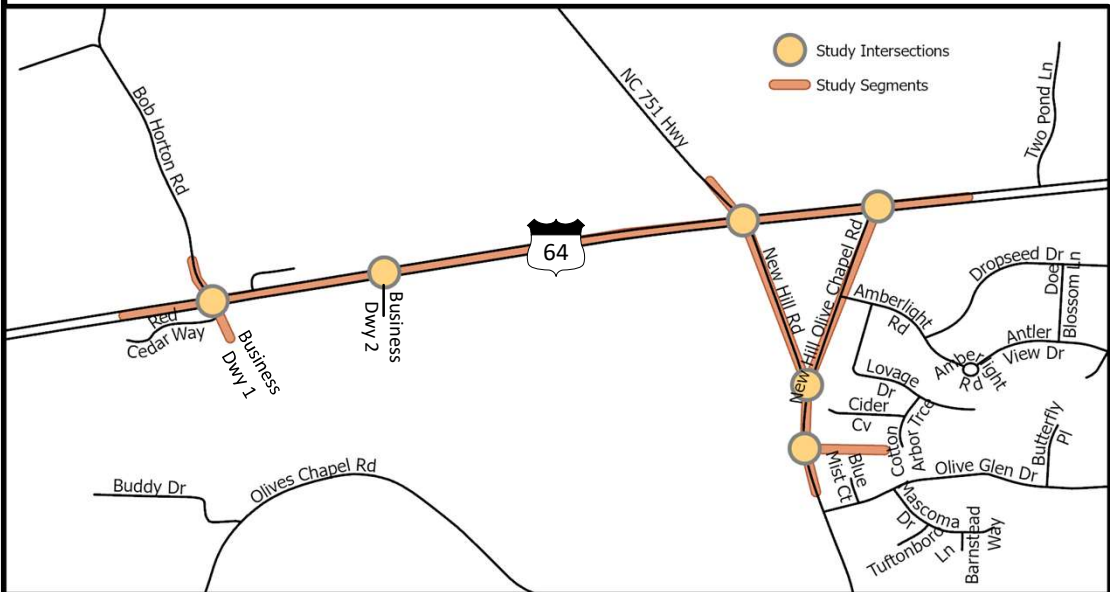 Study Intersections
Study Segments
NC 751 Hwy
Two Pond Ln
Bob Horton Rd
64
New Hill Olive Chapel Rd
New Hill Rd
Dropseed Dr
Doe
Blossom Ln
Amberlight
Rd
Antler
View Dr
Amberlight
Rd
Red
Cedar Way
Business
Dwy 1
Business
Dwy 2
Lovage
Dr
Cider
Cv
Cotton
Arbor Trce
Butterfly
Pl
Blue
Mist Ct
Olive Glen Dr
Buddy Dr
Olives Chapel Rd
Mascoma
Dr
Tuftonboro
Ln
Barnstead
Way